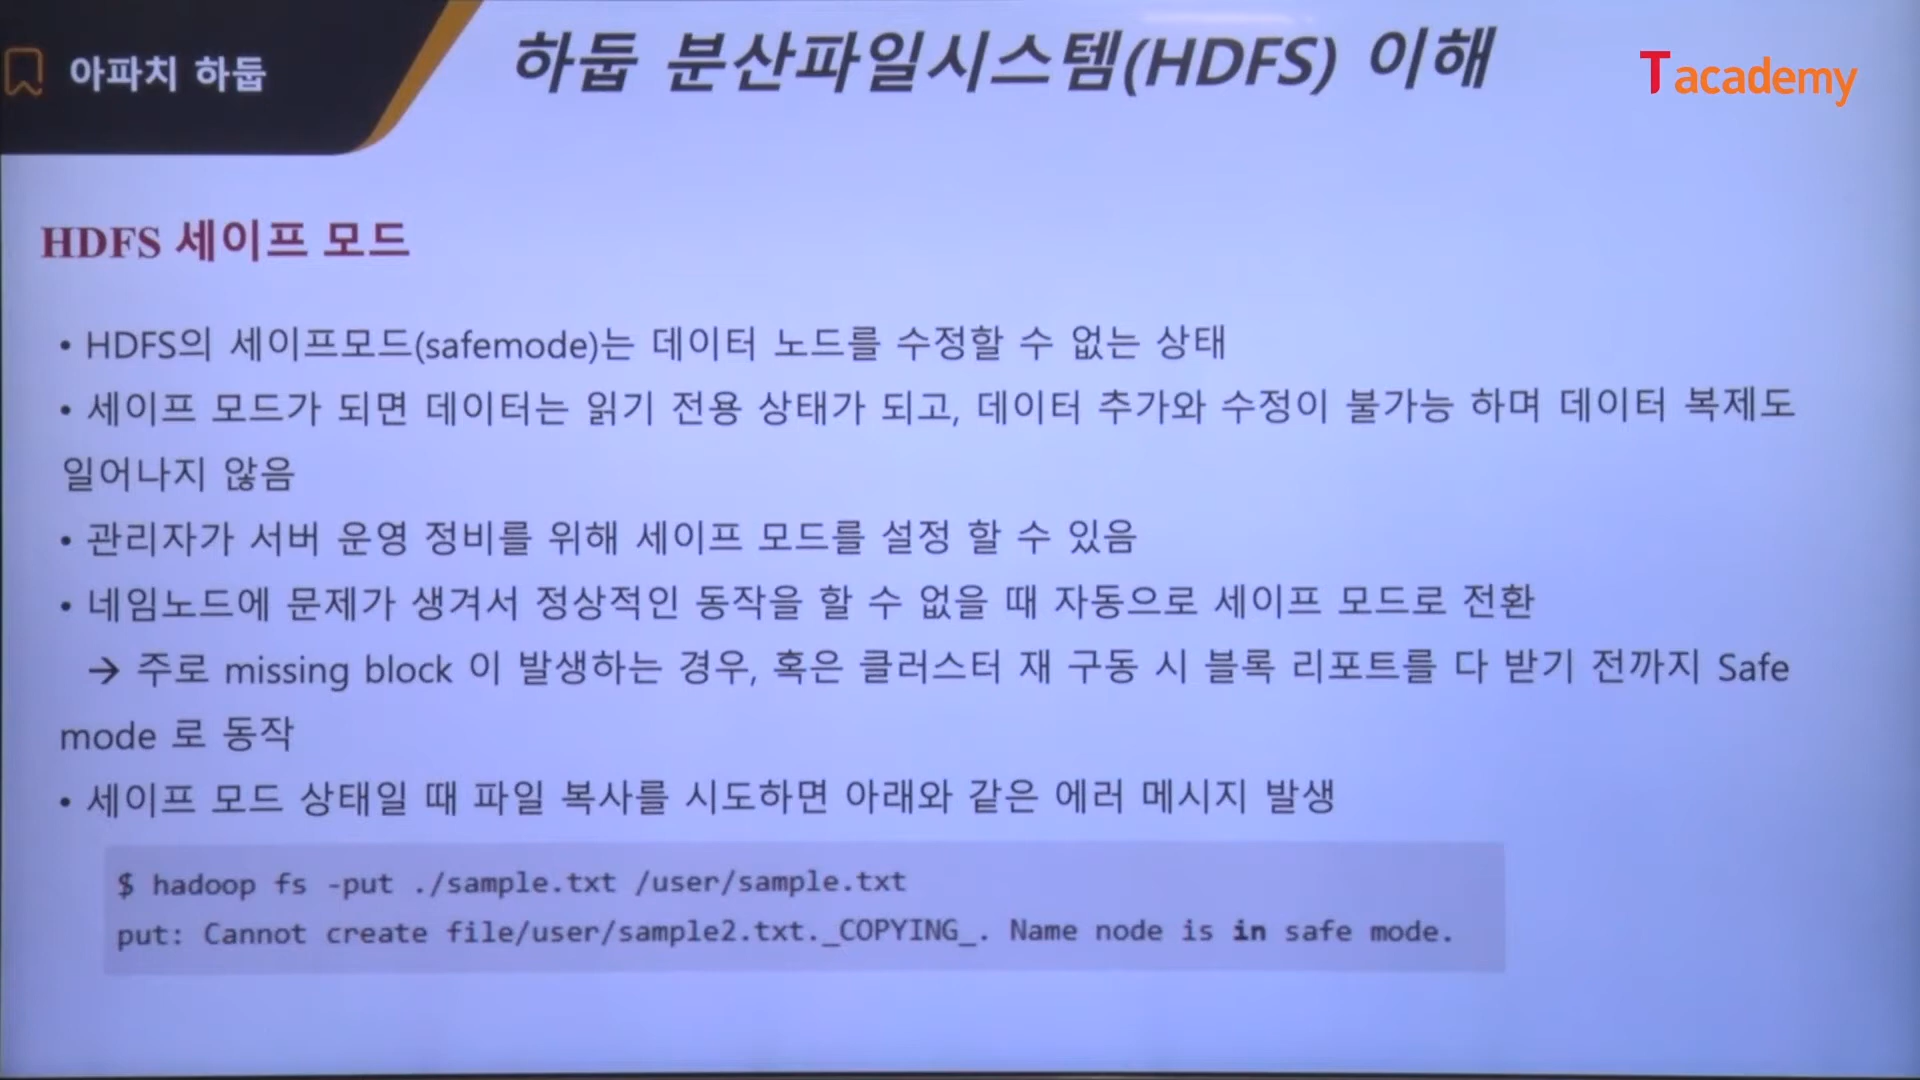 아파치 하둡
하둡 분산파일시스템(HDFS) 이해
T academy
HDFS 세이프 모드
• HDFS의 세이프모드(safemode)는 데이터 노드를 수정할 수 없는 상태
• 세이프 모드가 되면 데이터는 읽기 전용 상태가 되고, 데이터 추가와 수정이 불가능 하며 데이터 복제도
일어나지 않음
• 관리자가 서버 운영 정비를 위해 세이프 모드를 설정 할 수 있음
• 네임노드에 문제가 생겨서 정상적인 동작을 할 수 없을 때 자동으로 세이프 모드로 전환
→ 주로 missing block 이 발생하는 경우, 혹은 클러스터 재 구동 시 블록 리포트를 다 받기 전까지 Safe
mode 로 동작
• 세이프 모드 상태일 때 파일 복사를 시도하면 아래와 같은 에러 메시지 발생
$ hadoop fs -put ./sample.txt /user/sample.txt
put: Cannot create file/user/sample2.txt._COPYING_. Name node is in safe mode.